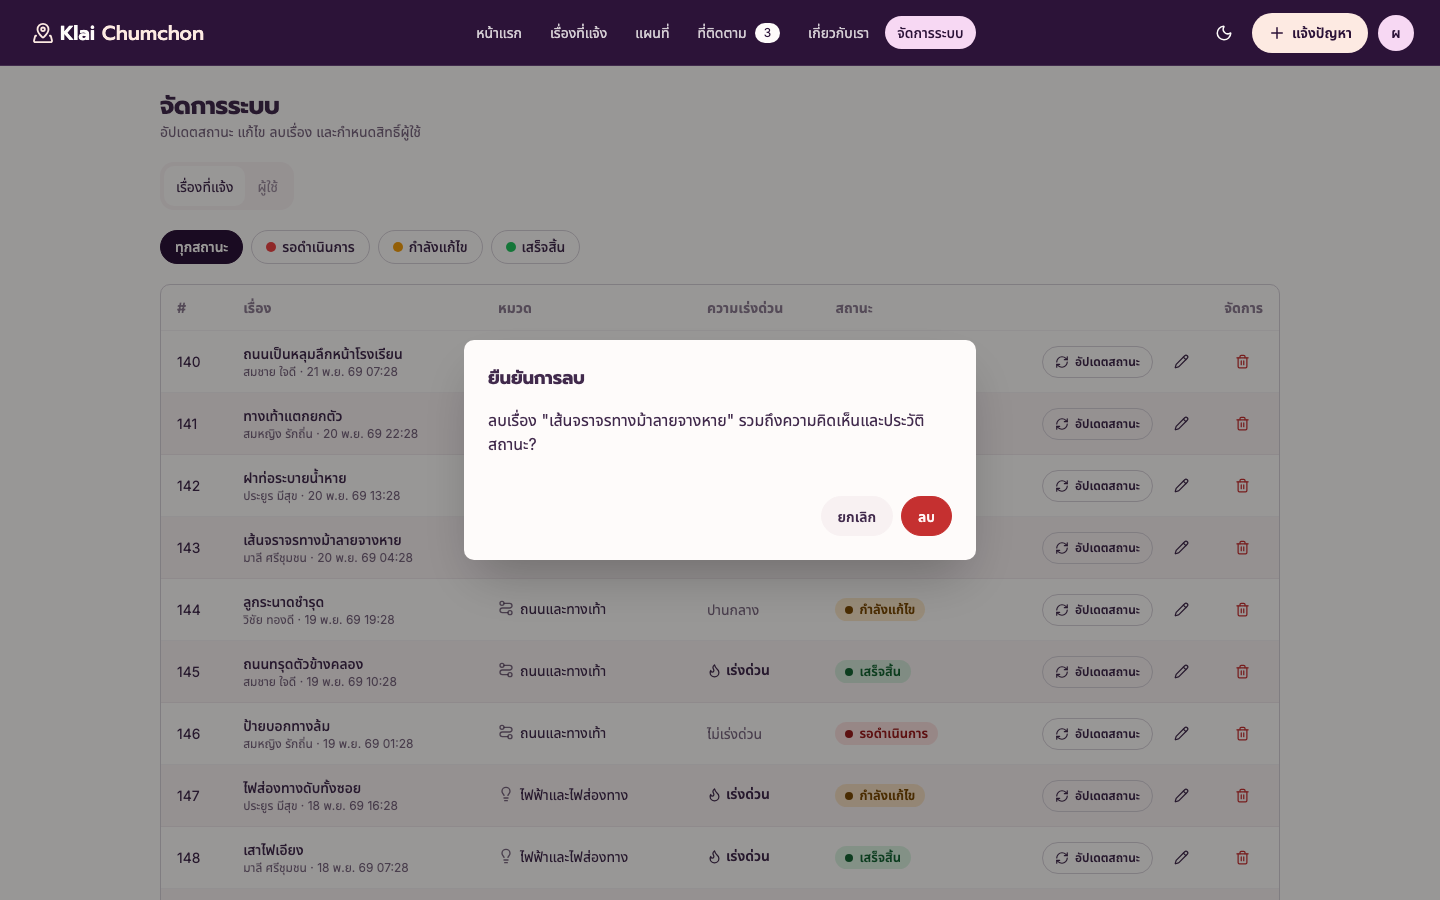 Klai Chumchon
หน้าแรก
เรื่องที่แจ้ง
แผนที่
ที่ติดตาม 3
เกี่ยวกับเรา
จัดการระบบ
แจ้งปัญหา
ผ
จัดการระบบ
อัปเดตสถานะ แก้ไข ลบเรื่อง และกำหนดสิทธิ์ผู้ใช้
เรื่องที่แจ้ง
ผู้ใช้
ทุกสถานะ
รอดำเนินการ
กำลังแก้ไข
เสร็จสิ้น
# เรื่อง หมวด ความเร่งด่วน สถานะ จัดการ
140 ถนนเป็นหลุมลึกหน้าโรงเรียน อัปเดตสถานะ
สมชาย ใจดี · 21 พ.ย. 69 07:28
141 ทางเท้าแตกยกตัว อัปเดตสถานะ
สมหญิง รักถิ่น · 20 พ.ย. 69 22:28
142 ฝาท่อระบายน้ำหาย อัปเดตสถานะ
ประยูร มีสุข · 20 พ.ย. 69 13:28
143 เส้นจราจรทางม้าลายจางหาย อัปเดตสถานะ
มาลี ศรีชุมชน · 20 พ.ย. 69 04:28
ยืนยันการลบ
ลบเรื่อง "เส้นจราจรทางม้าลายจางหาย" รวมถึงความคิดเห็นและประวัติ
สถานะ?
ยกเลิก
ลบ
144 ลูกระนาดชำรุด ถนนและทางเท้า ปานกลาง กำลังแก้ไข อัปเดตสถานะ
วิชัย ทองดี · 19 พ.ย. 69 19:28
145 ถนนทรุดตัวข้างคลอง ถนนและทางเท้า เร่งด่วน เสร็จสิ้น อัปเดตสถานะ
สมชาย ใจดี · 19 พ.ย. 69 10:28
146 ป้ายบอกทางล้ม ถนนและทางเท้า ไม่เร่งด่วน รอดำเนินการ อัปเดตสถานะ
สมหญิง รักถิ่น · 19 พ.ย. 69 01:28
147 ไฟส่องทางดับทั้งซอย ไฟฟ้าและไฟส่องทาง เร่งด่วน กำลังแก้ไข อัปเดตสถานะ
ประยูร มีสุข · 18 พ.ย. 69 16:28
148 เสาไฟเอียง ไฟฟ้าและไฟส่องทาง เร่งด่วน เสร็จสิ้น อัปเดตสถานะ
มาลี ศรีชุมชน · 18 พ.ย. 69 07:28